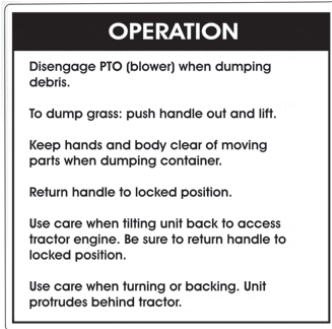 OPERATION
Disengage PTO (blower) when dumping
debris.
To dump grass: push handle out and lift.
Keep hands and body clear of moving
parts when dumping container.
Return handle to locked position.
Use care when tilting unit back to access
tractor engine. Be sure to return handle to
locked position.
Use care when turning or backing. Unit
protrudes behind tractor.